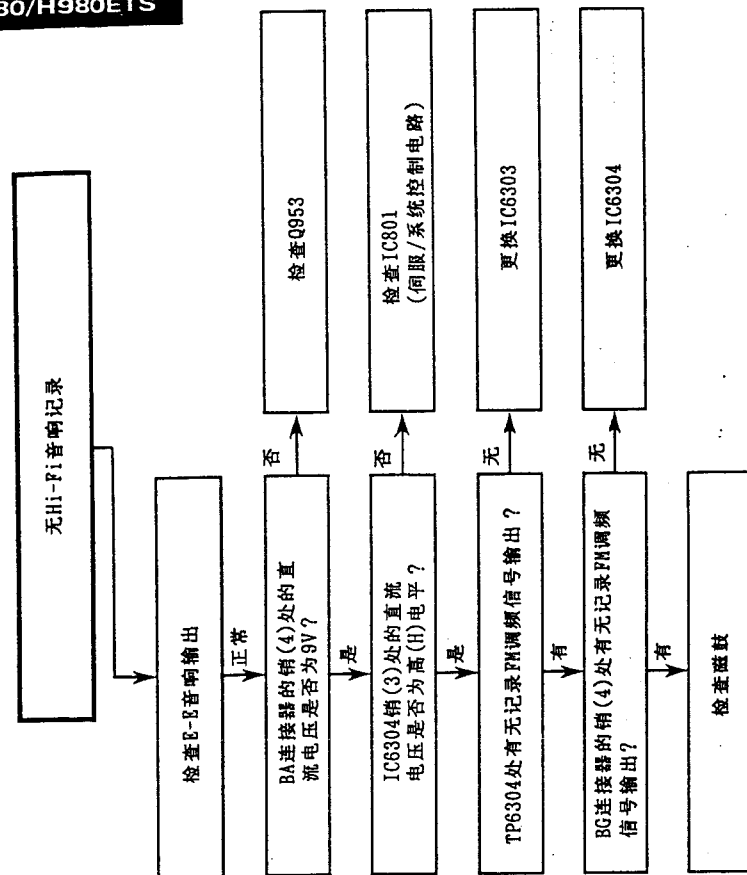 80/H980ETS
无Hi-Fi音响记录
检查E-E音响输出
正常
BA连接器的销(4)处的直
流电压是否为9V？
否
检查Q953
是
IC6304销(3)处的直流
电压是否为高(H)电平？
否
检查IC801
(伺服/系统控制电路)
是
TP6304处有无记录FM调频信号输出？
无
更换IC6303
有
BG连接器的销(4)处有无记录FM调频
信号输出？
无
更换IC6304
有
检查磁鼓